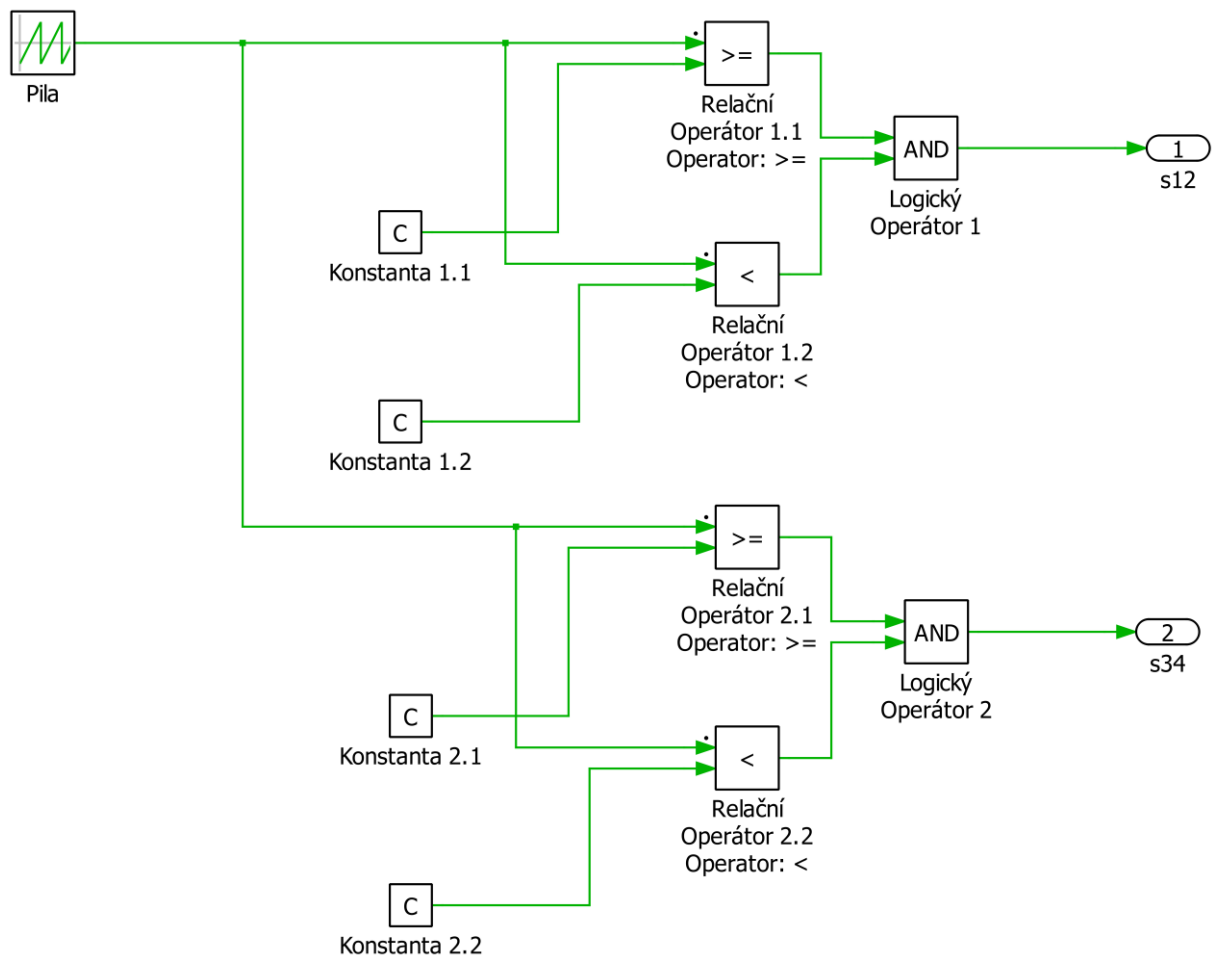 Pila
>=
Relační
Operátor 1.1
Operator: >=
AND
Logický
Operátor 1
1
s12
C
Konstanta 1.1
<
Relační
Operátor 1.2
Operator: <
C
Konstanta 1.2
>=
Relační
Operátor 2.1
Operator: >=
AND
Logický
Operátor 2
2
s34
C
Konstanta 2.1
<
Relační
Operátor 2.2
Operator: <
C
Konstanta 2.2